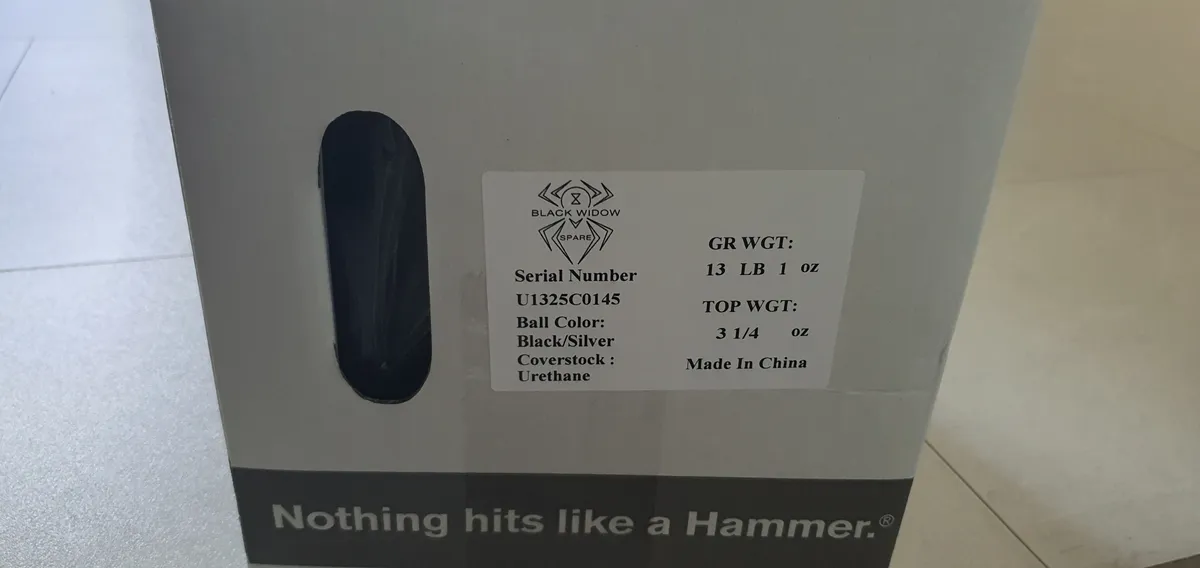 BLACK WIDOW
SPARE
Serial Number
U1325C0145
Ball Color:
Black/Silver
Coverstock :
Urethane
GR WGT:
13 LB 1 oz
TOP WGT:
3 1/4 oz
Made In China
Nothing hits like a Hammer.®